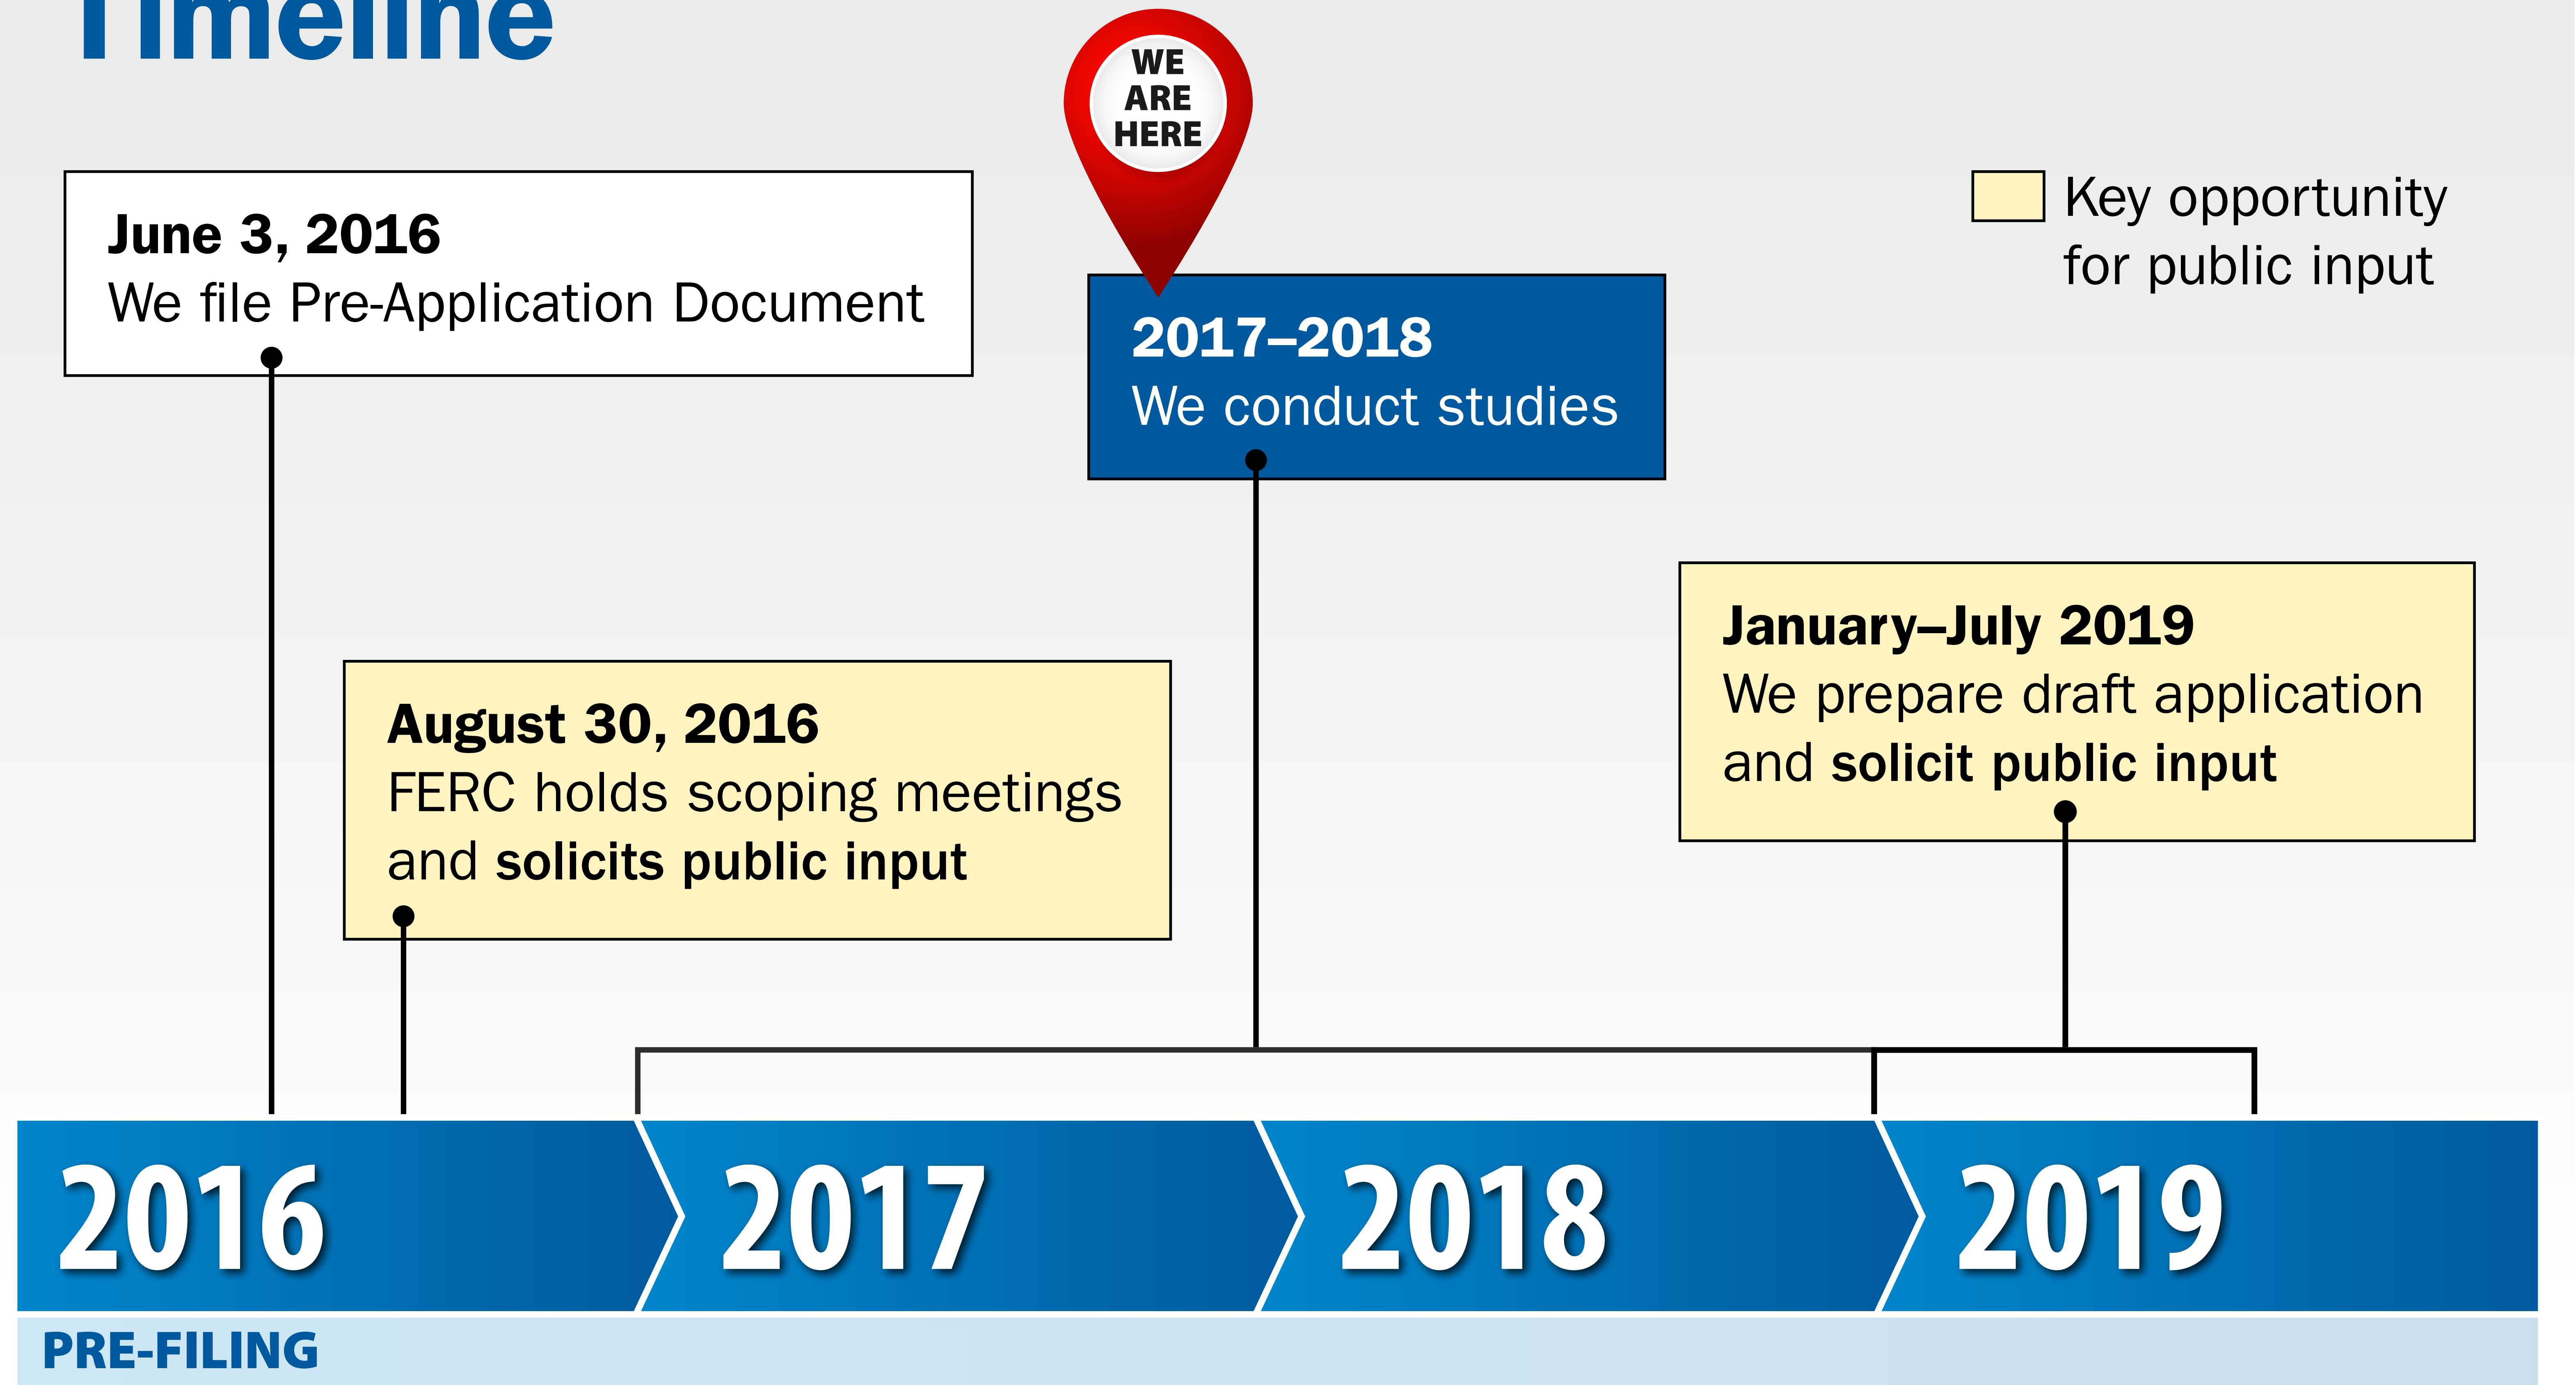 Timeline
WE
ARE
HERE
June 3, 2016
We file Pre-Application Document
Key opportunity
for public input
2017–2018
We conduct studies
January–July 2019
We prepare draft application
and solicit public input
August 30, 2016
FERC holds scoping meetings
and solicits public input
2016
2017
2018
2019
PRE-FILING